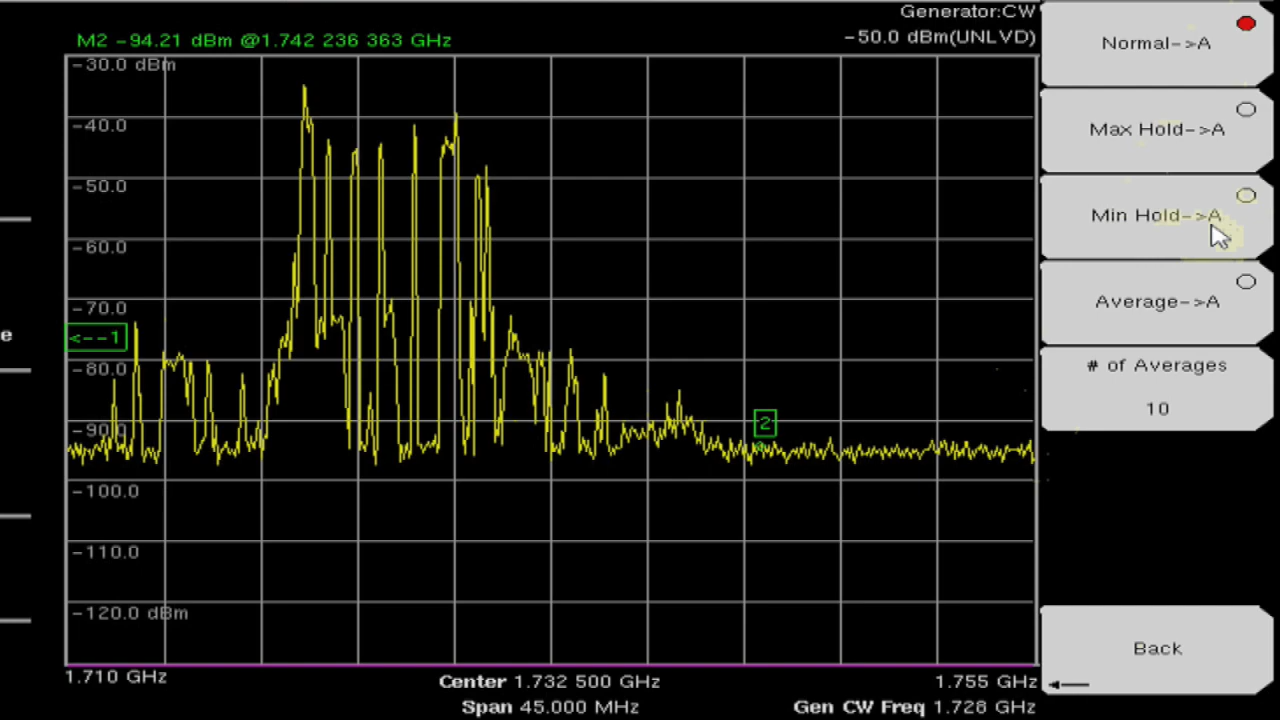 Generator:CW
M2 -94.21 dBm @1.742 236 363 GHz
-50.0 dBm(UNLVD)
-30.0 dBm
-40.0
-50.0
-60.0
-70.0
<--1
-80.0
-90.0
2
-100.0
-110.0
-120.0 dBm
1.710 GHz
Center 1.732 500 GHz
1.755 GHz
Span 45.000 MHz
Gen CW Freq 1.728 GHz
e
Normal->A
Max Hold->A
Min Hold->A
Average->A
# of Averages
10
Back